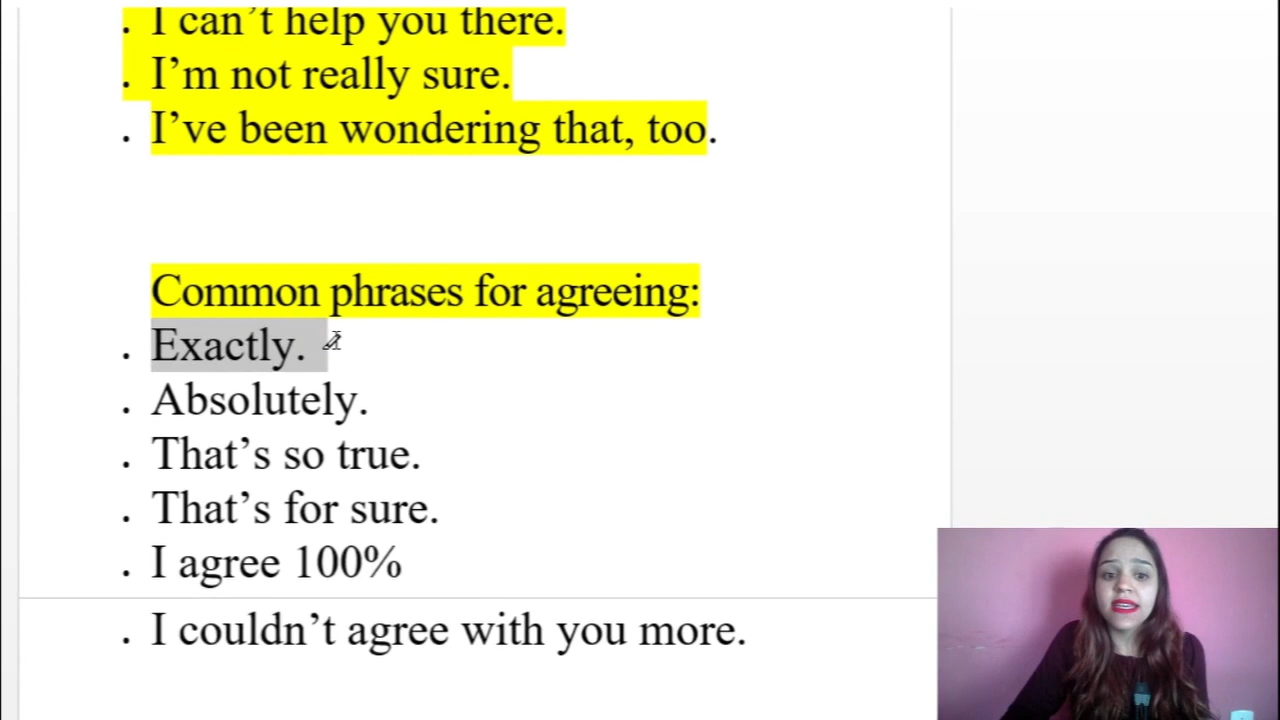 . I can’t help you there.
. I’m not really sure.
. I’ve been wondering that, too.
Common phrases for agreeing:
. Exactly.
. Absolutely.
. That’s so true.
. That’s for sure.
. I agree 100%
. I couldn’t agree with you more.